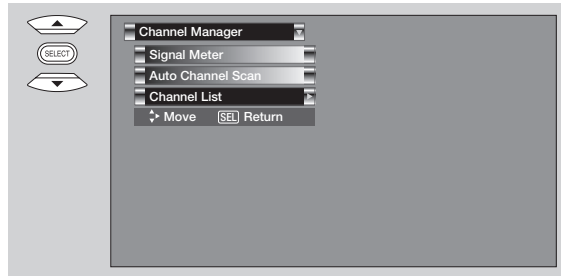 SELECT
Channel Manager
Signal Meter
Auto Channel Scan
Channel List
Move SEL Return